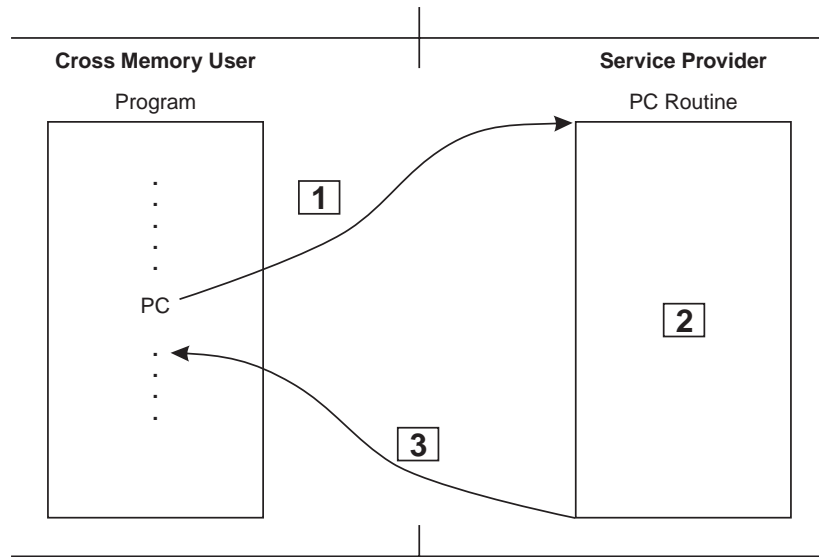 Cross Memory User
Service Provider
Program
PC Routine
1
PC
2
3